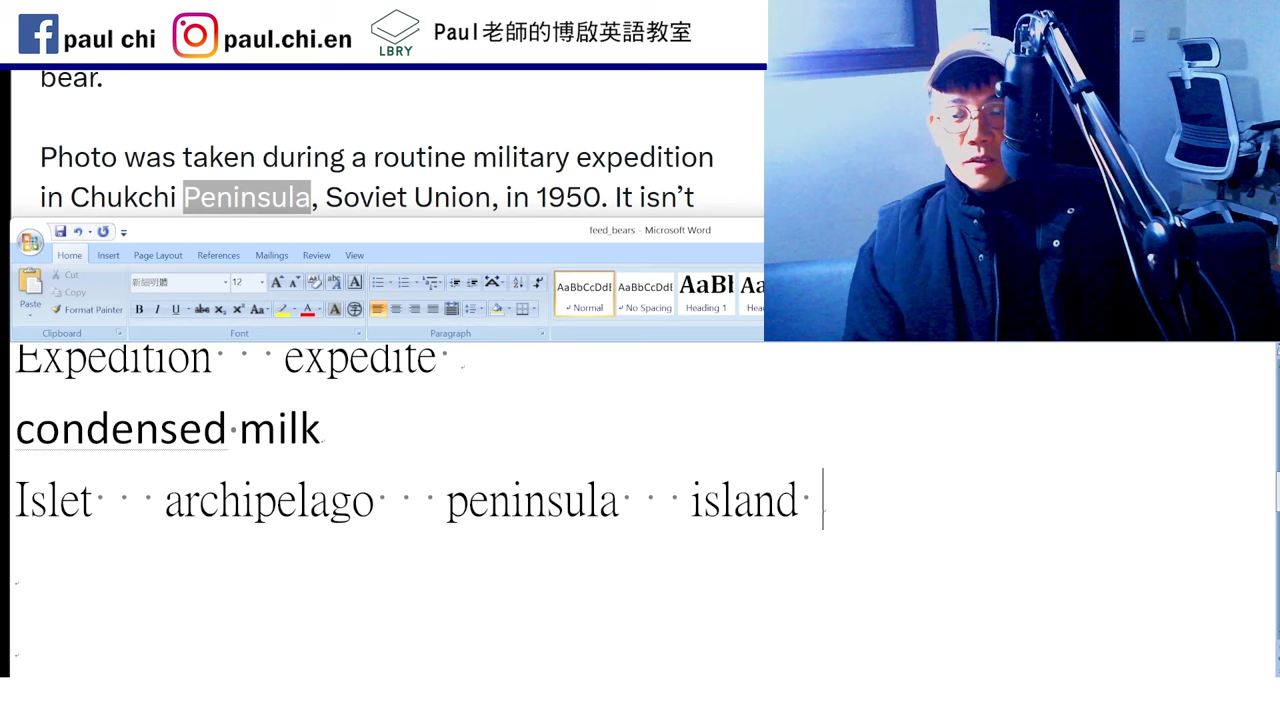 paul chi
paul.chi.en
LBRY
Paul老師的博啟英語教室
bear.
Photo was taken during a routine military expedition
in Chukchi Peninsula, Soviet Union, in 1950. It isn’t
feed_bears - Microsoft Word
Home Insert Page Layout References Mailings Review View
Paste
Cut
Copy
Format Painter
新細明體 12
AaBbCcDdE AaBbCcDdE AaBb AaB
Normal No Spacing Heading 1 Head
Clipboard Font Paragraph
Expedition expedite
condensed milk
Islet archipelago peninsula island